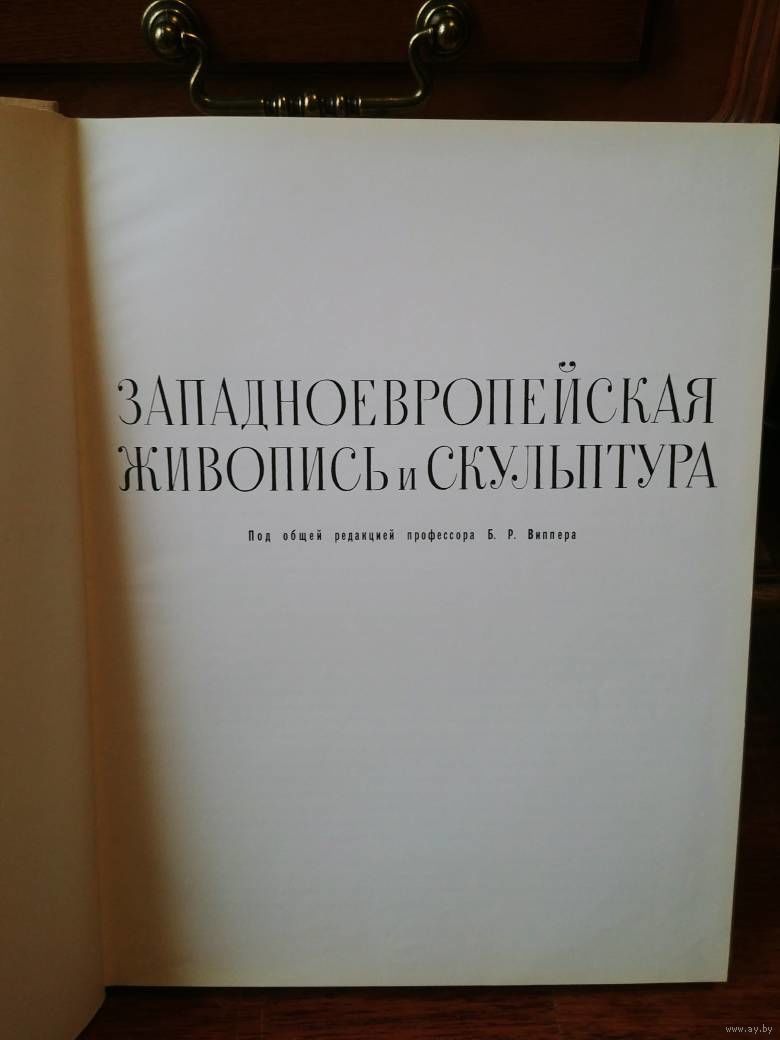 ЗАПАДНОЕВРОПЕЙСКАЯ
ЖИВОПИСЬ и СКУЛЬПТУРА
Под общей редакцией профессора Б. Р. Виппера
www.ay.by